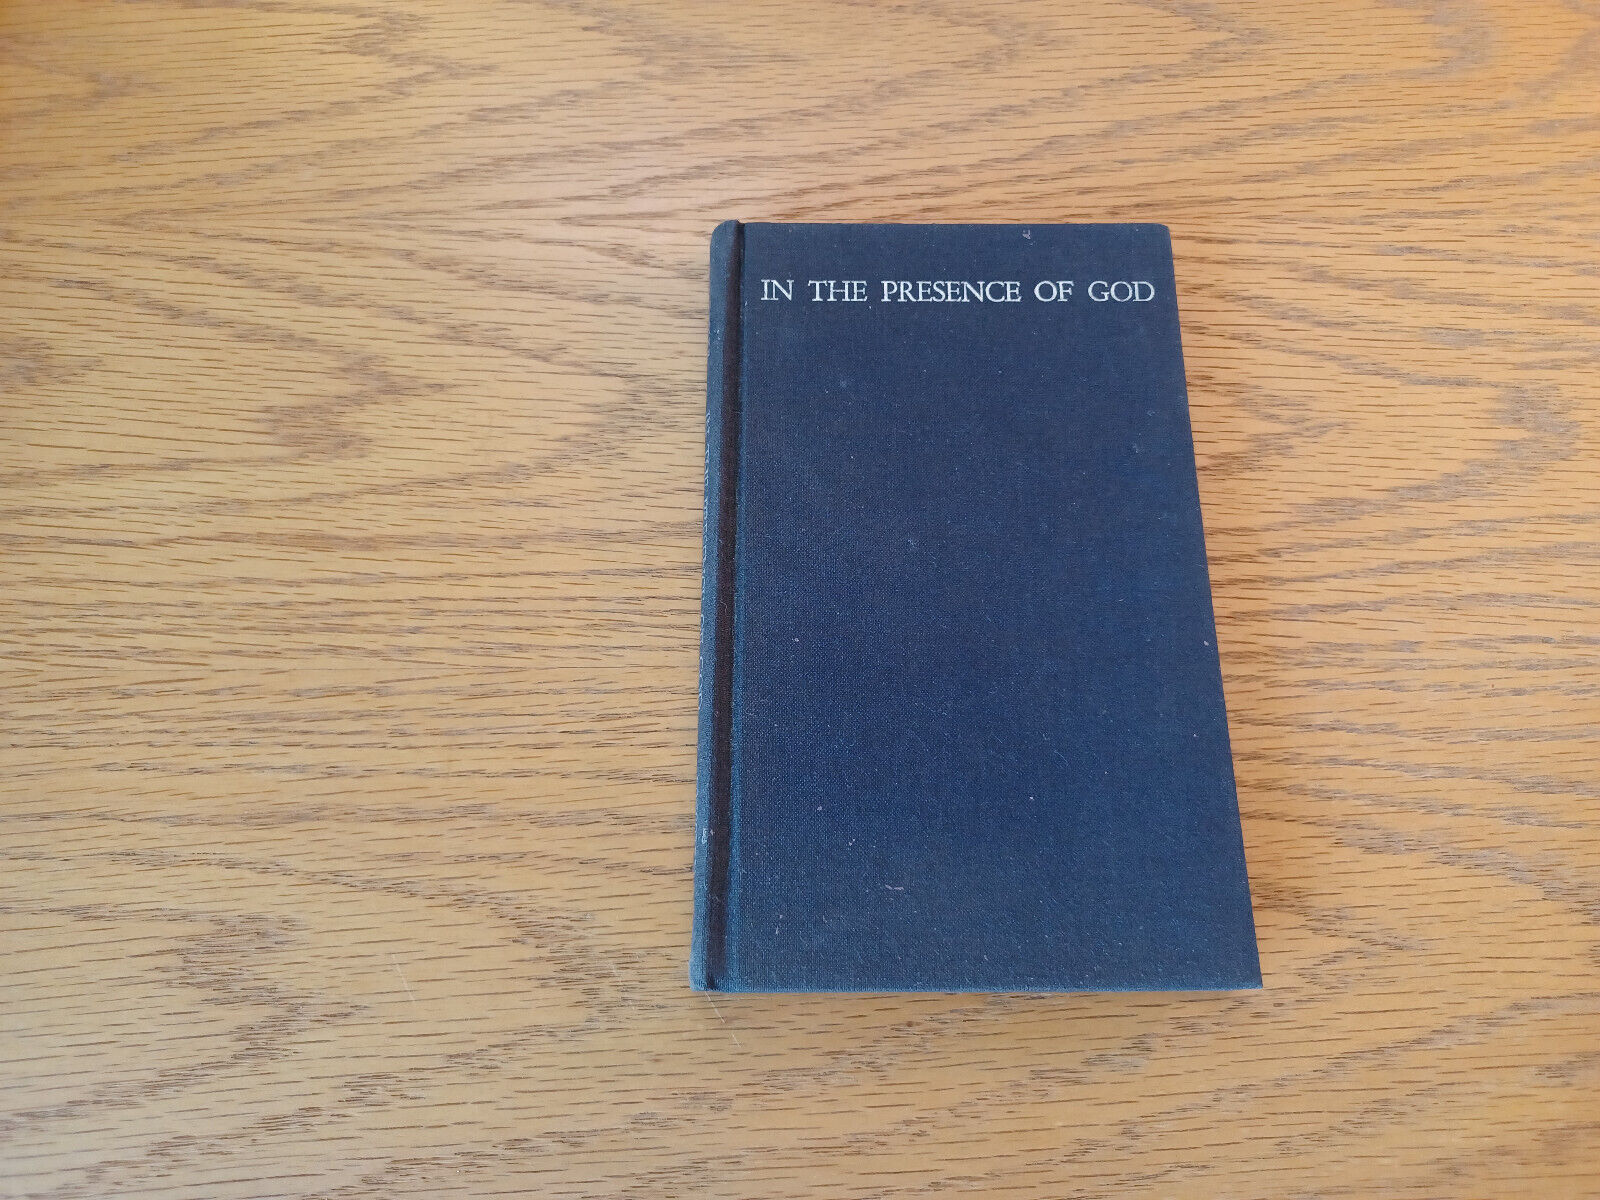 IN THE PRESENCE OF GOD